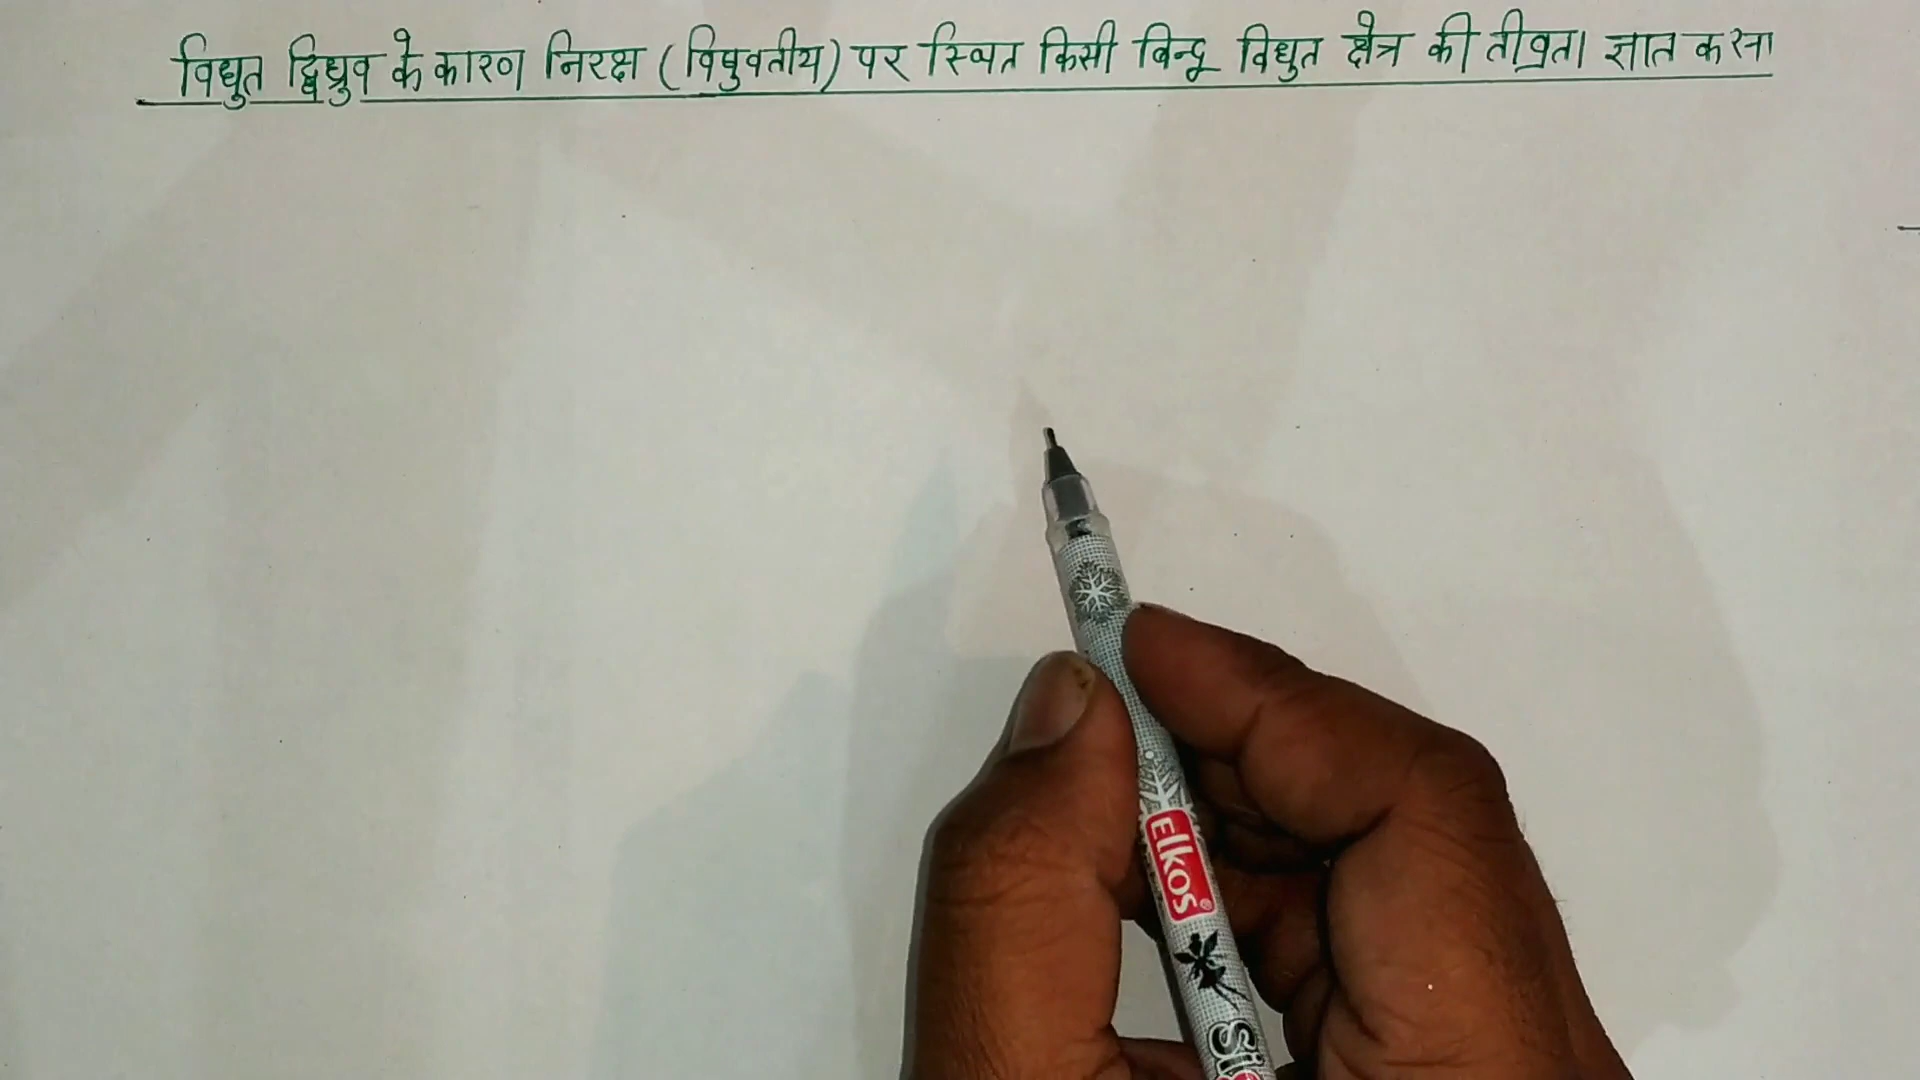 विधुत द्विध्रुव के कारण निरक्ष (विषुवतीय) पर स्थित किसी बिन्दू विधुत क्षैत्र की तीव्रता ज्ञात करना
Elkos®